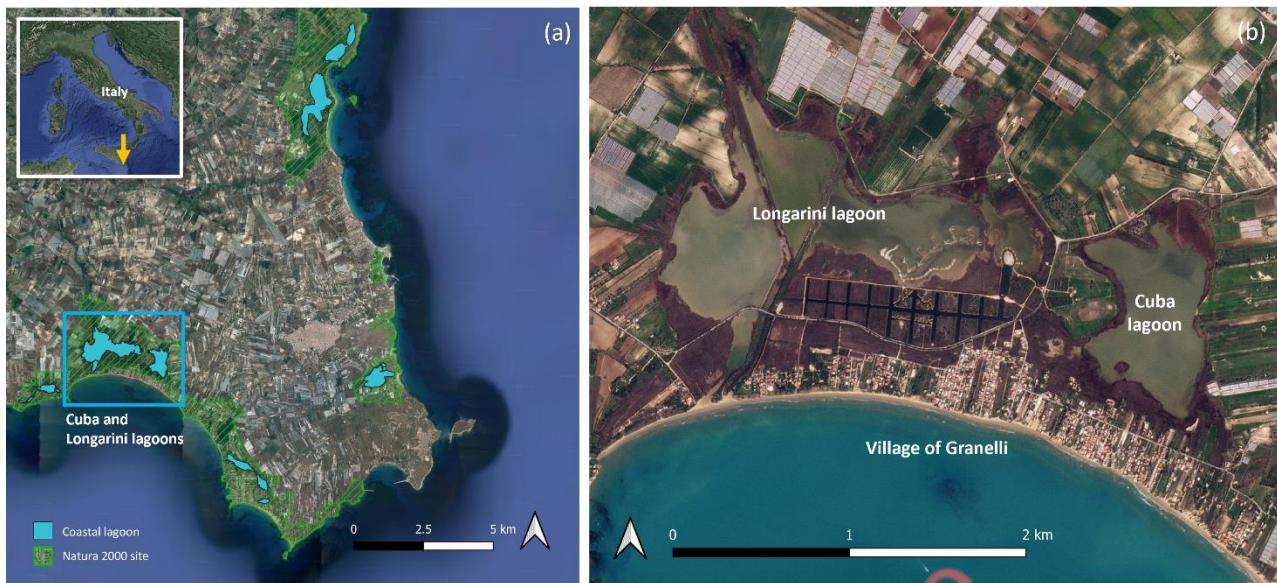 (a)
Italy
Cuba and
Longarini lagoons
Coastal lagoon
Natura 2000 site
0 2.5 5 km
(b)
Longarini lagoon
Cuba
lagoon
Village of Granelli
0 1 2 km